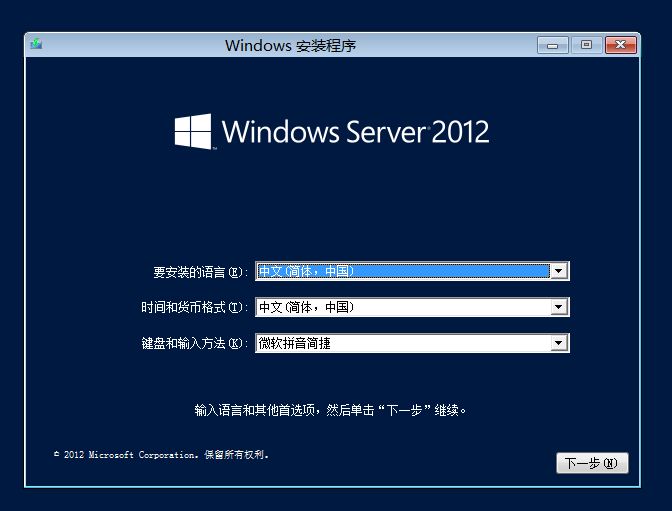 Windows 安装程序
Windows Server 2012
要安装的语言(E): 中文(简体，中国)
时间和货币格式(T): 中文(简体，中国)
键盘和输入方法(K): 微软拼音简捷
输入语言和其他首选项，然后单击“下一步”继续。
© 2012 Microsoft Corporation。保留所有权利。
下一步(N)